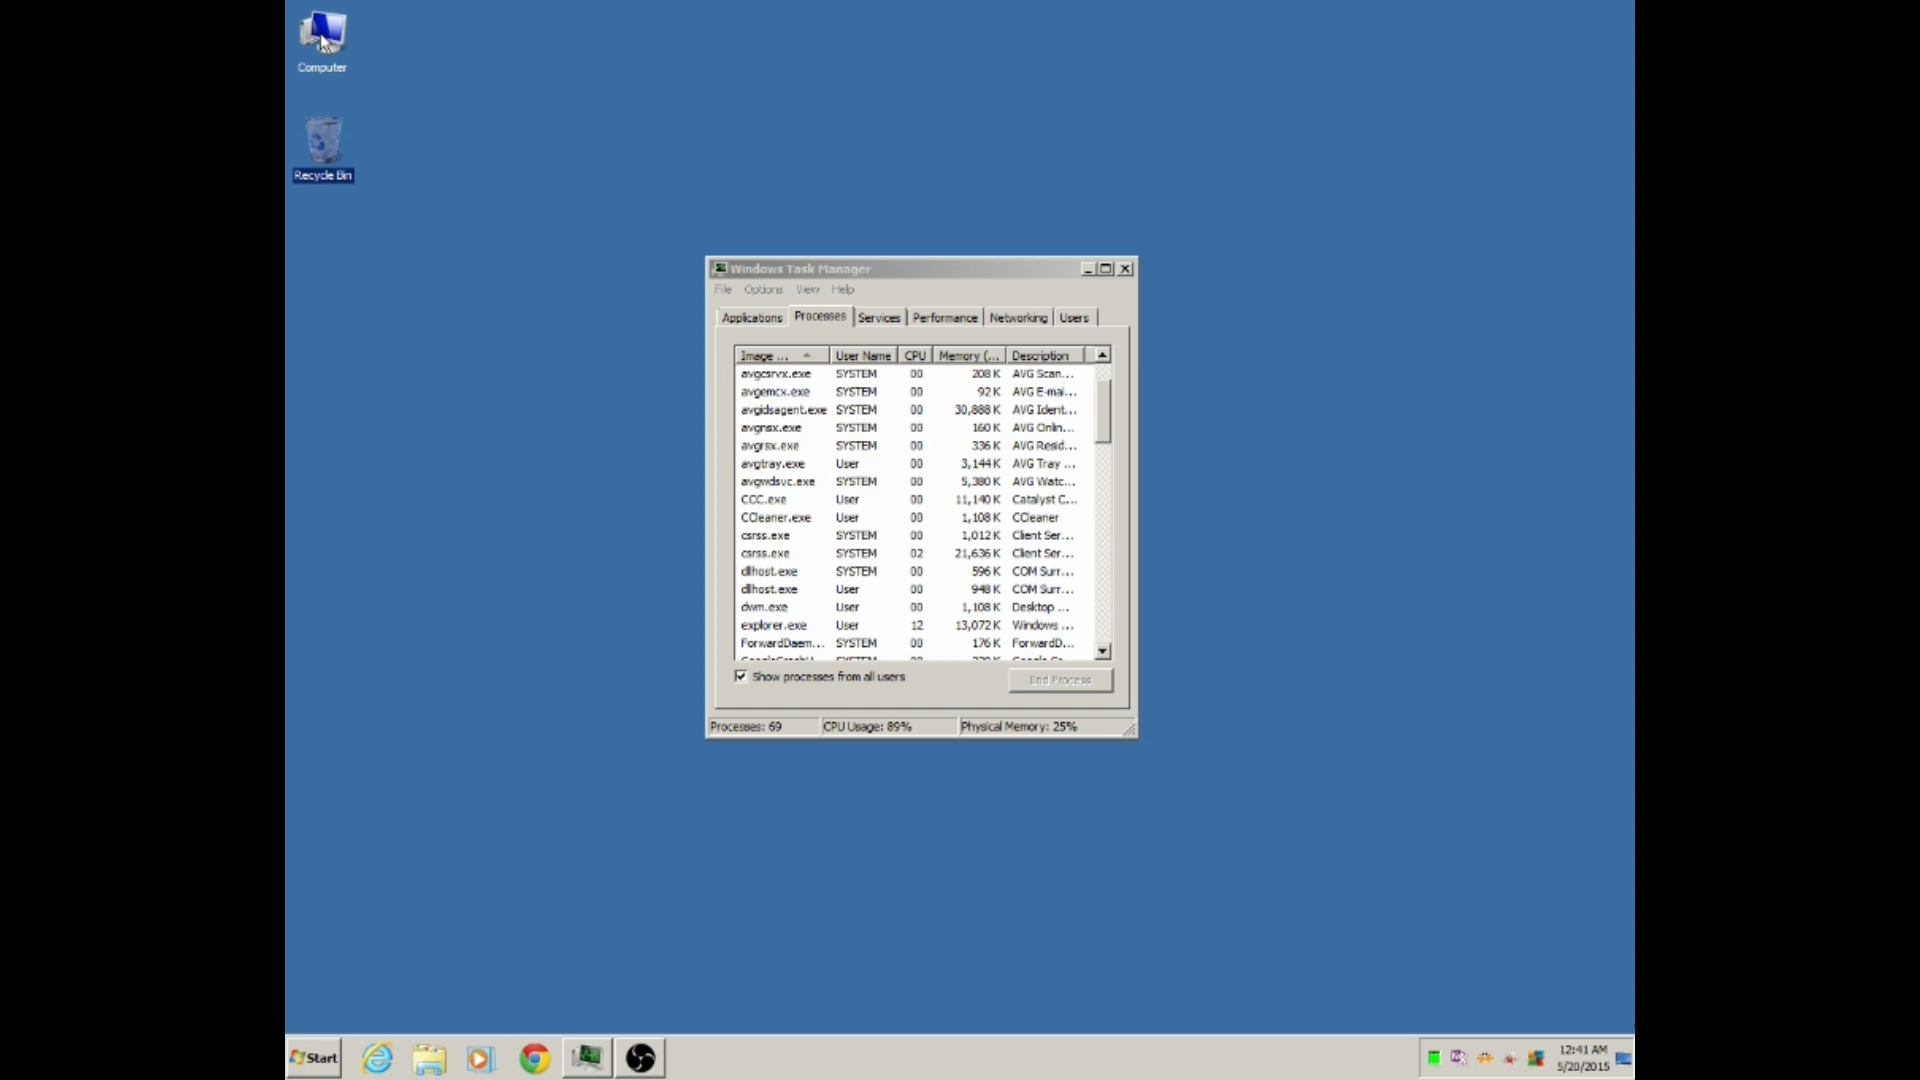 Computer
Recycle Bin
Windows Task Manager
File Options View Help
Applications Processes Services Performance Networking Users
Image ... User Name CPU Memory (... Description
avgcsrvx.exe SYSTEM 00 208 K AVG Scan...
avgemcx.exe SYSTEM 00 92 K AVG E-mai...
avgidsagent.exe SYSTEM 00 30,888 K AVG Ident...
avgnsx.exe SYSTEM 00 160 K AVG Onlin...
avgrsx.exe SYSTEM 00 336 K AVG Resid...
avgtray.exe User 00 3,144 K AVG Tray ...
avgwdsvc.exe SYSTEM 00 5,380 K AVG Watc...
CCC.exe User 00 11,140 K Catalyst C...
CCleaner.exe User 00 1,108 K CCleaner
csrss.exe SYSTEM 00 1,012 K Client Ser...
csrss.exe SYSTEM 02 21,636 K Client Ser...
dllhost.exe SYSTEM 00 596 K COM Surr...
dllhost.exe User 00 948 K COM Surr...
dwm.exe User 00 1,108 K Desktop ...
explorer.exe User 12 13,072 K Windows ...
ForwardDaem... SYSTEM 00 176 K ForwardD...
Show processes from all users
End Process
Processes: 69 CPU Usage: 89% Physical Memory: 25%
Start
12:41 AM
5/20/2015